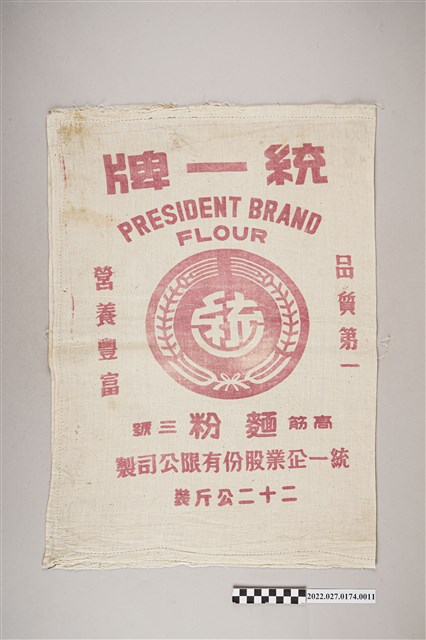 統一牌
PRESIDENT BRAND
FLOUR
品質第一
營養豐富
統
高筋麵粉三號
統一企業股份有限公司製
二十二公斤裝
2022.027.0174.0011